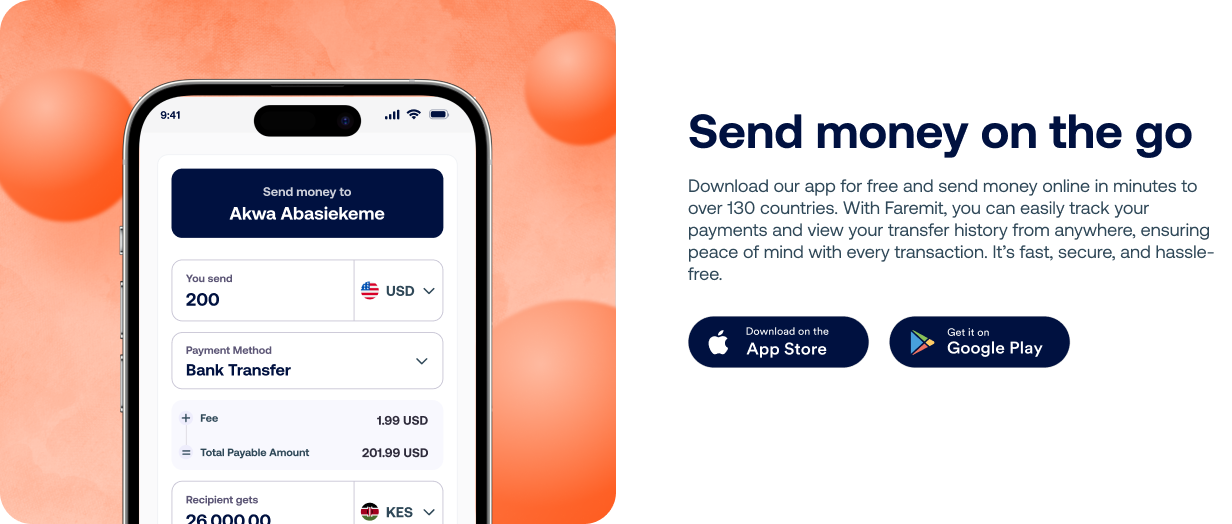 9:41
Send money to
Akwa Abasiekeme
You send
200
USD
Payment Method
Bank Transfer
Fee
1.99 USD
Total Payable Amount
201.99 USD
Recipient gets
26,000.00
KES
Send money on the go
Download our app for free and send money online in minutes to
over 130 countries. With Faremit, you can easily track your
payments and view your transfer history from anywhere, ensuring
peace of mind with every transaction. It’s fast, secure, and hassle-
free.
Download on the
App Store
Get it on
Google Play